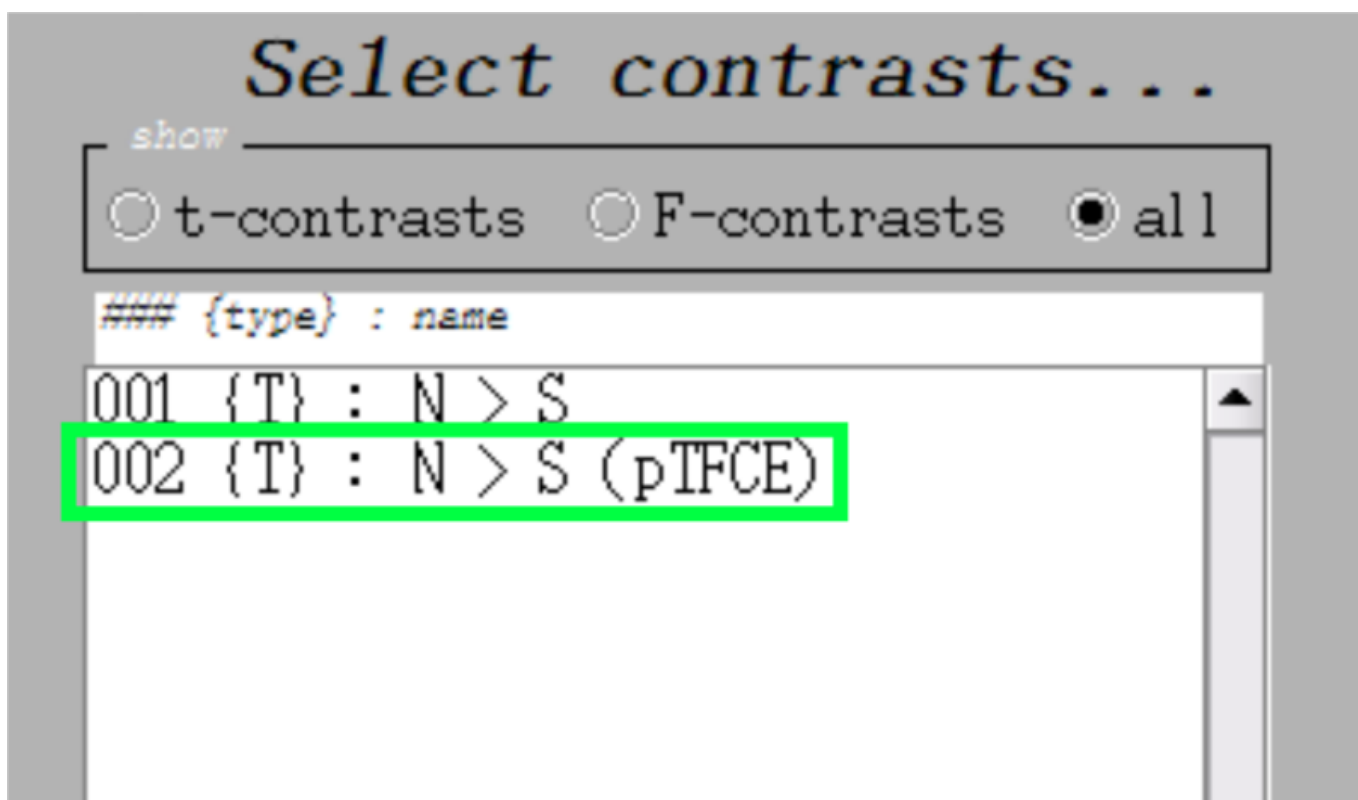 Select contrasts...
show
t-contrasts F-contrasts all
### {type} : name
001 {T} : N > S
002 {T} : N > S (pTFCE)